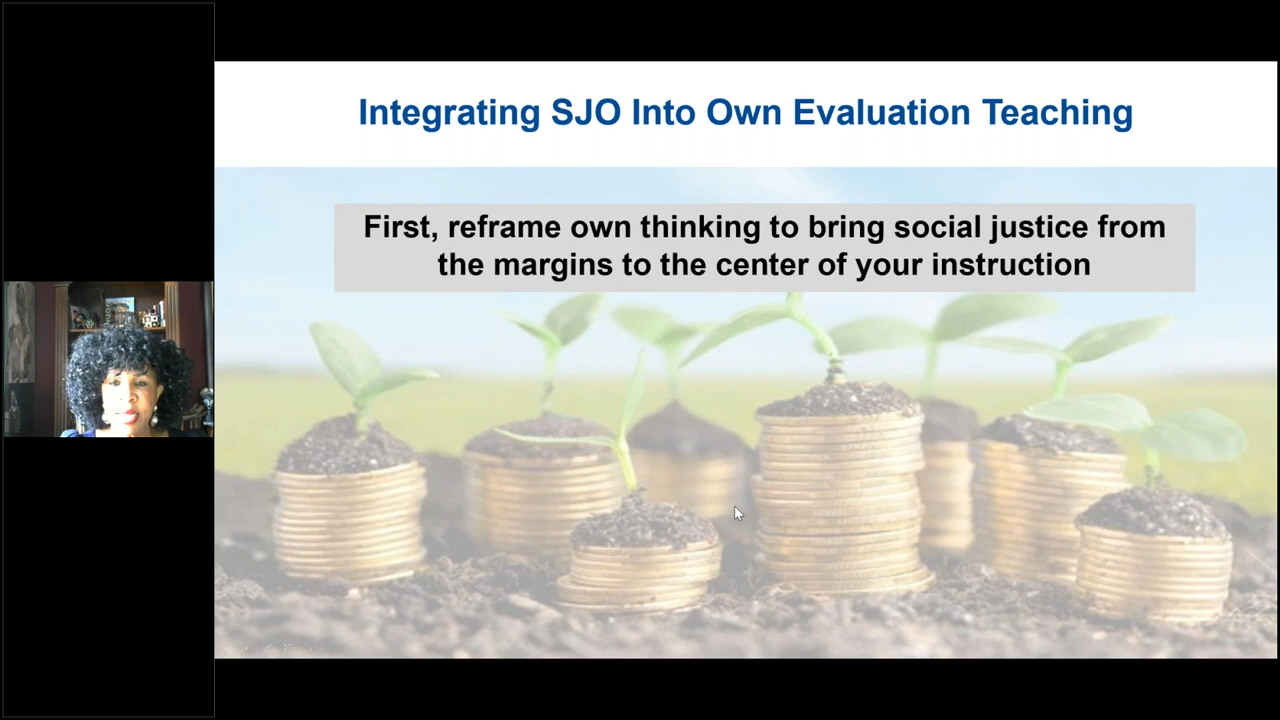 Integrating SJO Into Own Evaluation Teaching
First, reframe own thinking to bring social justice from
the margins to the center of your instruction